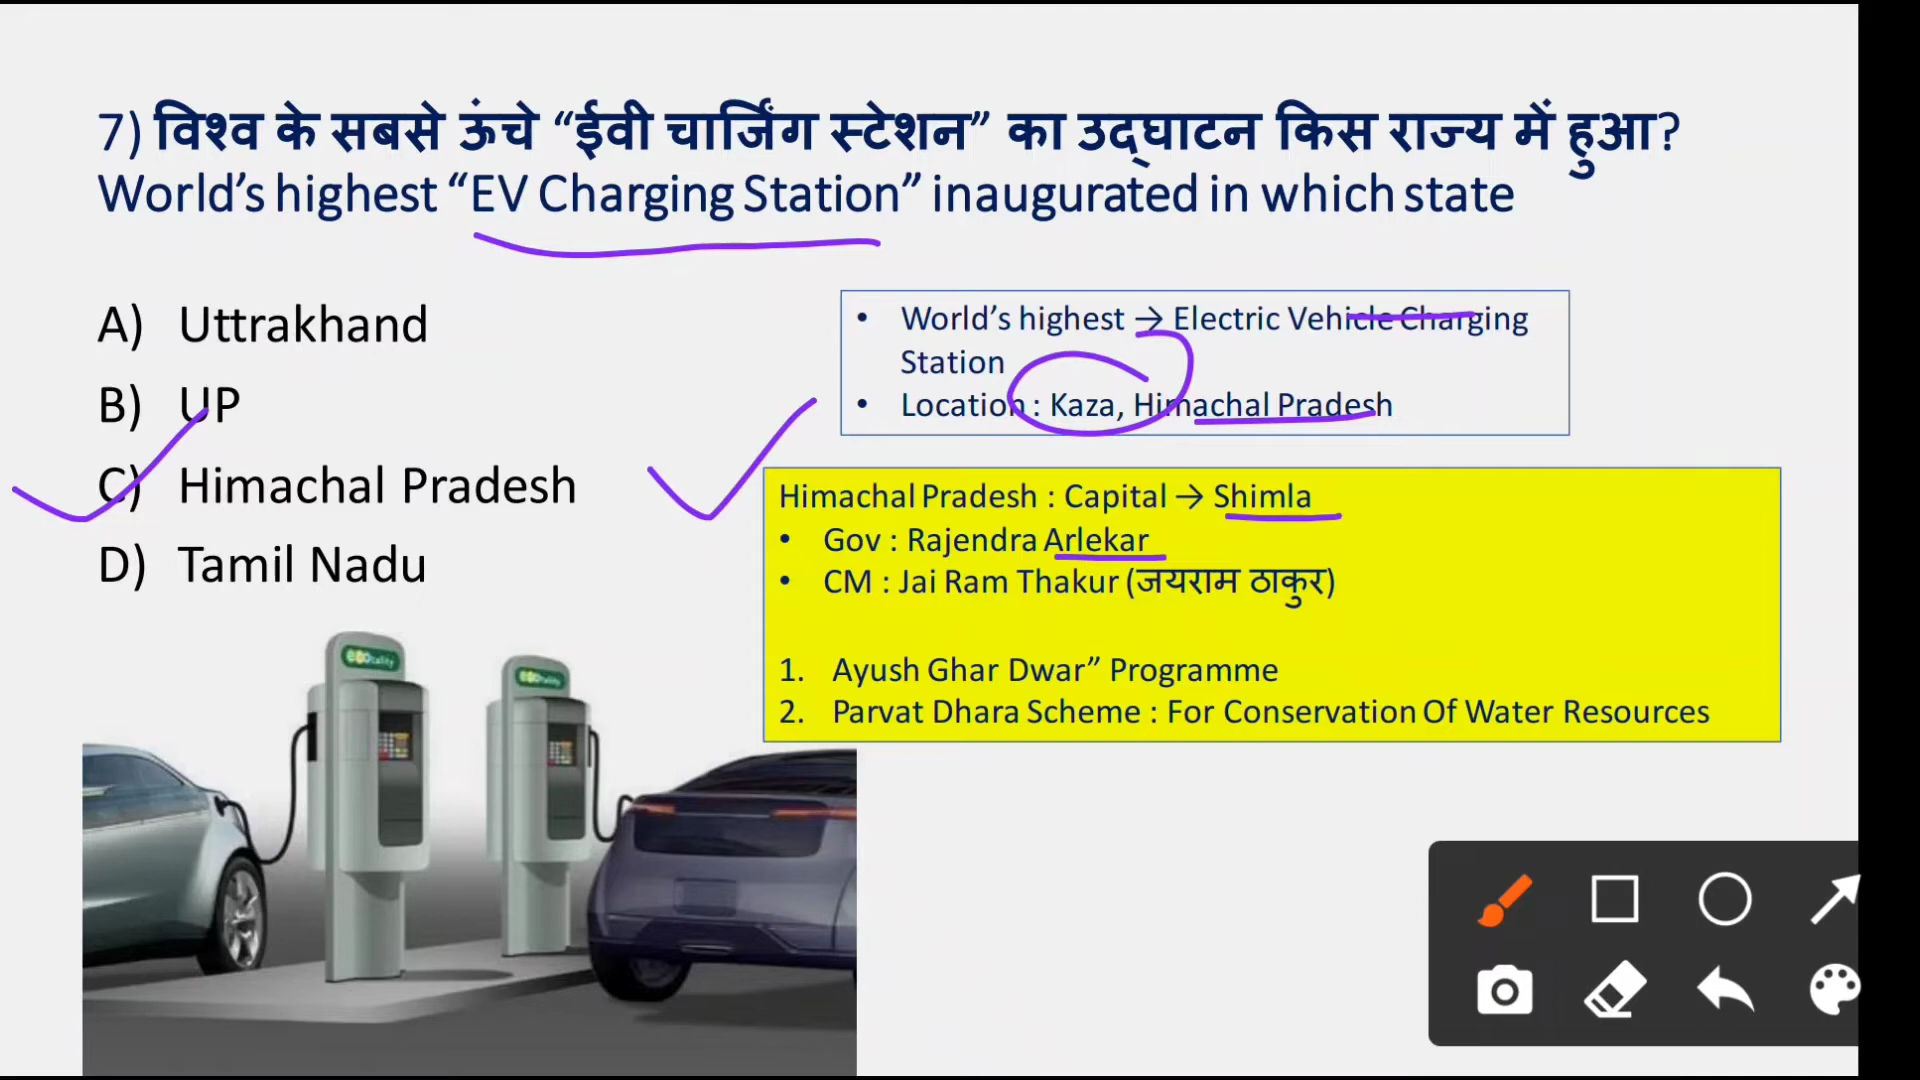 7) विश्व के सबसे ऊंचे “ईवी चार्जिंग स्टेशन” का उद्घाटन किस राज्य में हुआ?
World’s highest “EV Charging Station” inaugurated in which state
A) Uttrakhand
B) UP
C) Himachal Pradesh
D) Tamil Nadu
• World’s highest → Electric Vehicle Charging
Station
• Location : Kaza, Himachal Pradesh
Himachal Pradesh : Capital → Shimla
• Gov : Rajendra Arlekar
• CM : Jai Ram Thakur (जयराम ठाकुर)
1. Ayush Ghar Dwar” Programme
2. Parvat Dhara Scheme : For Conservation Of Water Resources